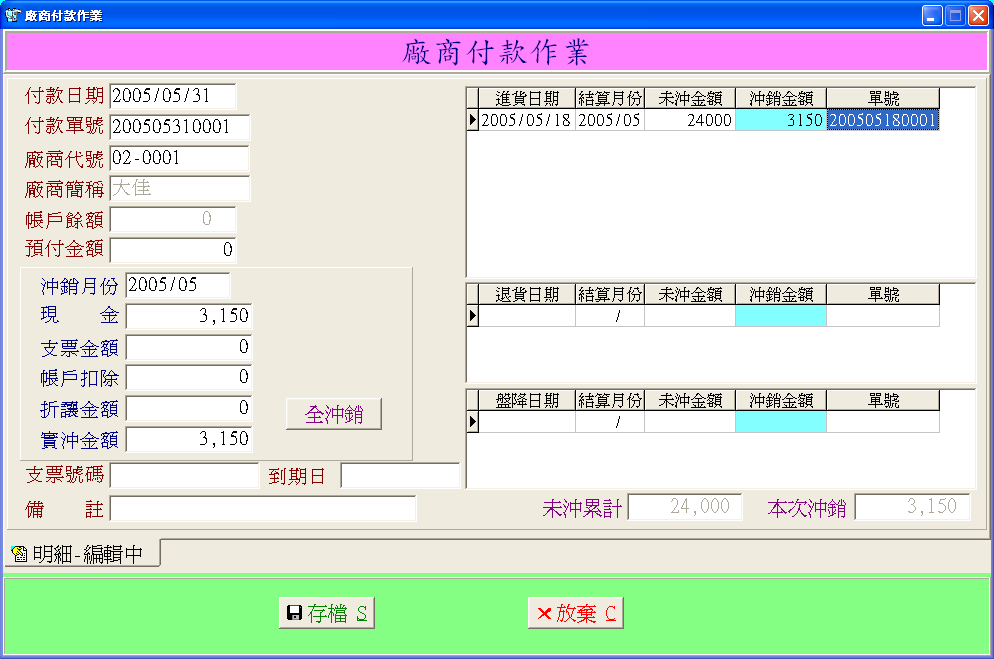 廠商付款作業
廠商付款作業
付款日期 2005/05/31
付款單號 200505310001
廠商代號 02-0001
廠商簡稱 大佳
帳戶餘額 0
預付金額 0
沖銷月份 2005/05
現 金 3,150
支票金額 0
帳戶扣除 0
折讓金額 0
實沖金額 3,150
全沖銷
支票號碼 到期日
備 註
進貨日期 結算月份 未沖金額 沖銷金額 單號
2005/05/18 2005/05 24000 3150 200505180001
退貨日期 結算月份 未沖金額 沖銷金額 單號
/
盤降日期 結算月份 未沖金額 沖銷金額 單號
/
未沖累計 24,000 本次沖銷 3,150
明細-編輯中
存檔 S 放棄 C